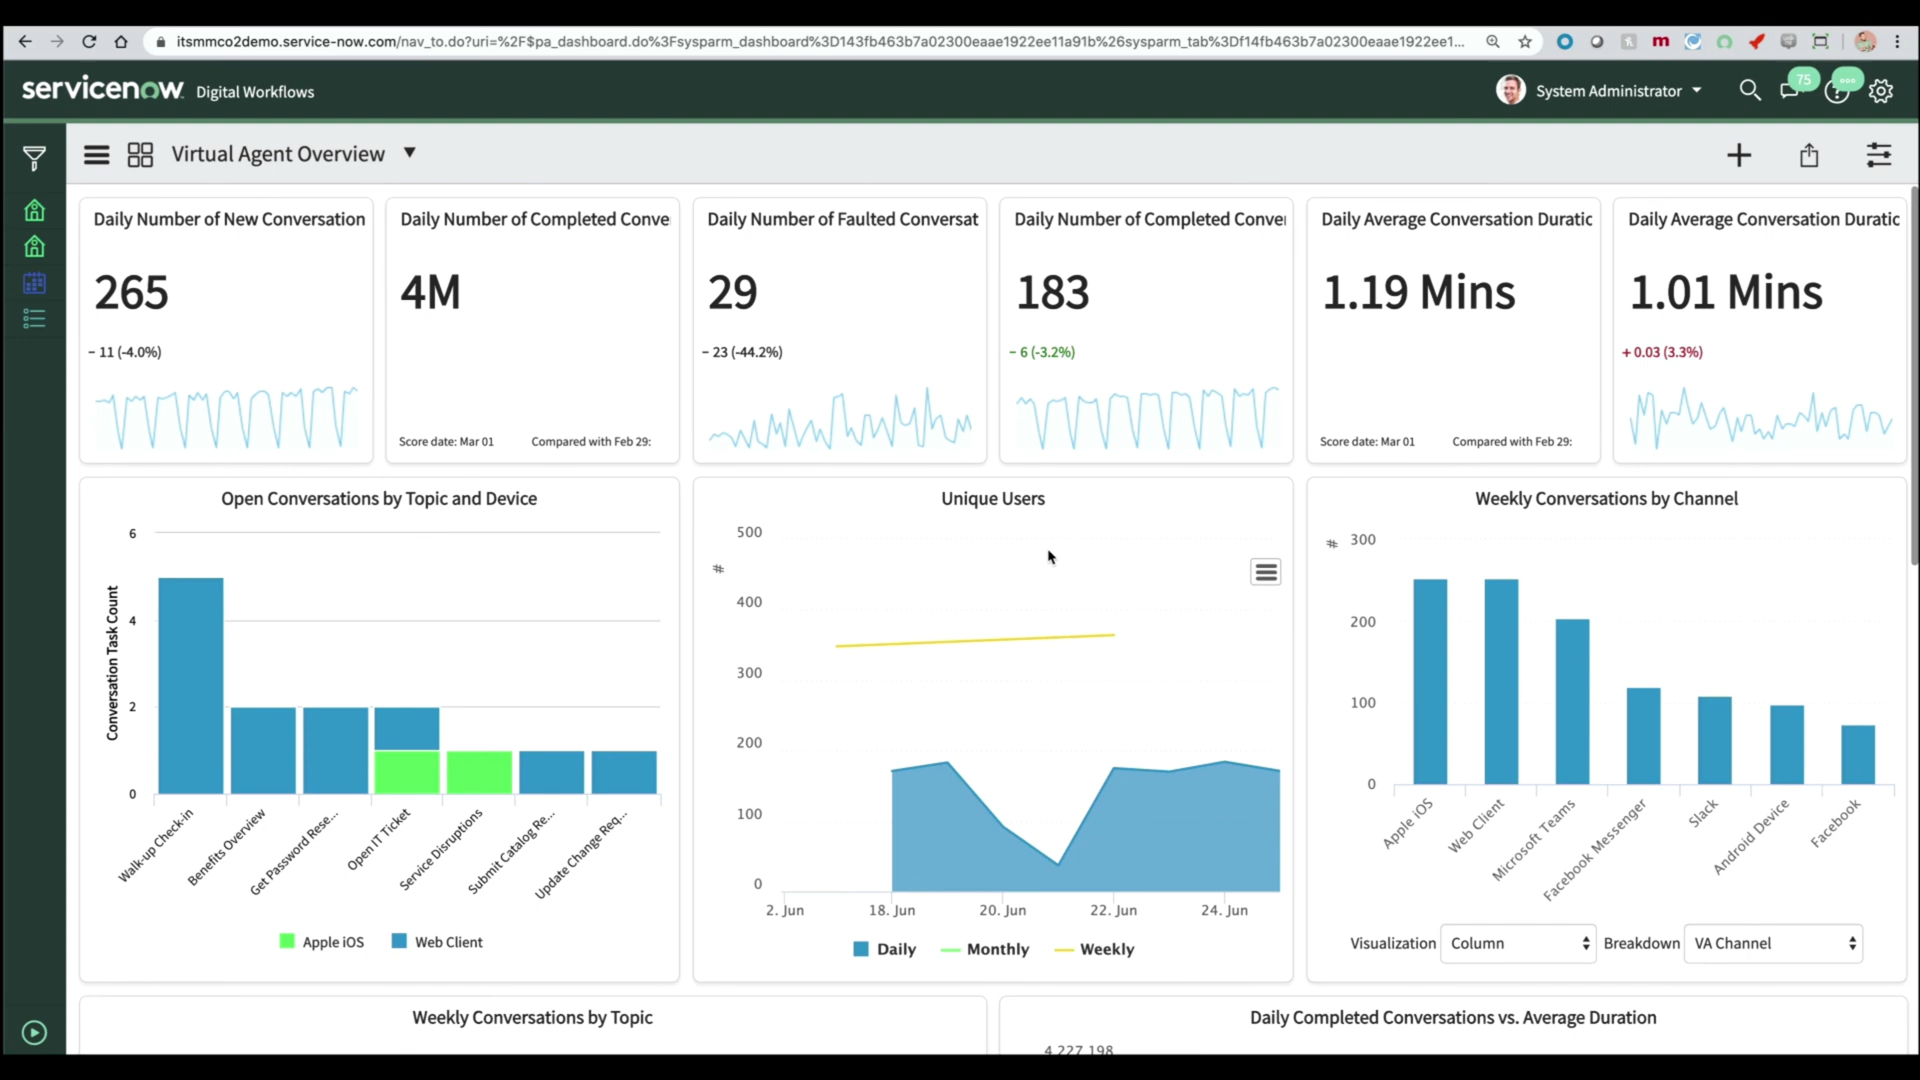 itsmmco2demo.service-now.com/nav_to.do?uri=%2F$pa_dashboard.do%3Fsysparm_dashboard%3D143fb463b7a02300eaae1922ee11a91b%26sysparm_tab%3Df14fb463b7a02300eaae1922ee1...
servicenow Digital Workflows
System Administrator
75
Virtual Agent Overview
Daily Number of New Conversation
265
− 11 (-4.0%)
Daily Number of Completed Conve
4M
Score date: Mar 01 Compared with Feb 29:
Daily Number of Faulted Conversat
29
− 23 (-44.2%)
Daily Number of Completed Conver
183
− 6 (-3.2%)
Daily Average Conversation Duratic
1.19 Mins
Score date: Mar 01 Compared with Feb 29:
Daily Average Conversation Duratic
1.01 Mins
+ 0.03 (3.3%)
Open Conversations by Topic and Device
Conversation Task Count
6
4
2
0
Walk-up Check-in
Benefits Overview
Get Password Rese...
Open IT Ticket
Service Disruptions
Submit Catalog Re...
Update Change Req...
Apple iOS Web Client
Unique Users
#
500
400
300
200
100
0
2. Jun 18. Jun 20. Jun 22. Jun 24. Jun
Daily Monthly Weekly
Weekly Conversations by Channel
#
300
200
100
0
Apple iOS
Web Client
Microsoft Teams
Facebook Messenger
Slack
Android Device
Facebook
Visualization Column Breakdown VA Channel
Weekly Conversations by Topic
Daily Completed Conversations vs. Average Duration
4,227,198